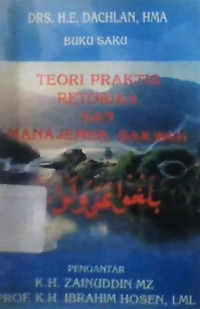 DRS. H.E. DACHLAN, HMA
BUKU SAKU
TEORI PRAKTIS
RETORIKA
DAN
MANAJEMEN DAKWAH
PENGANTAR
K.H. ZAINUDDIN MZ
PROF. K.H. IBRAHIM HOSEN, LML